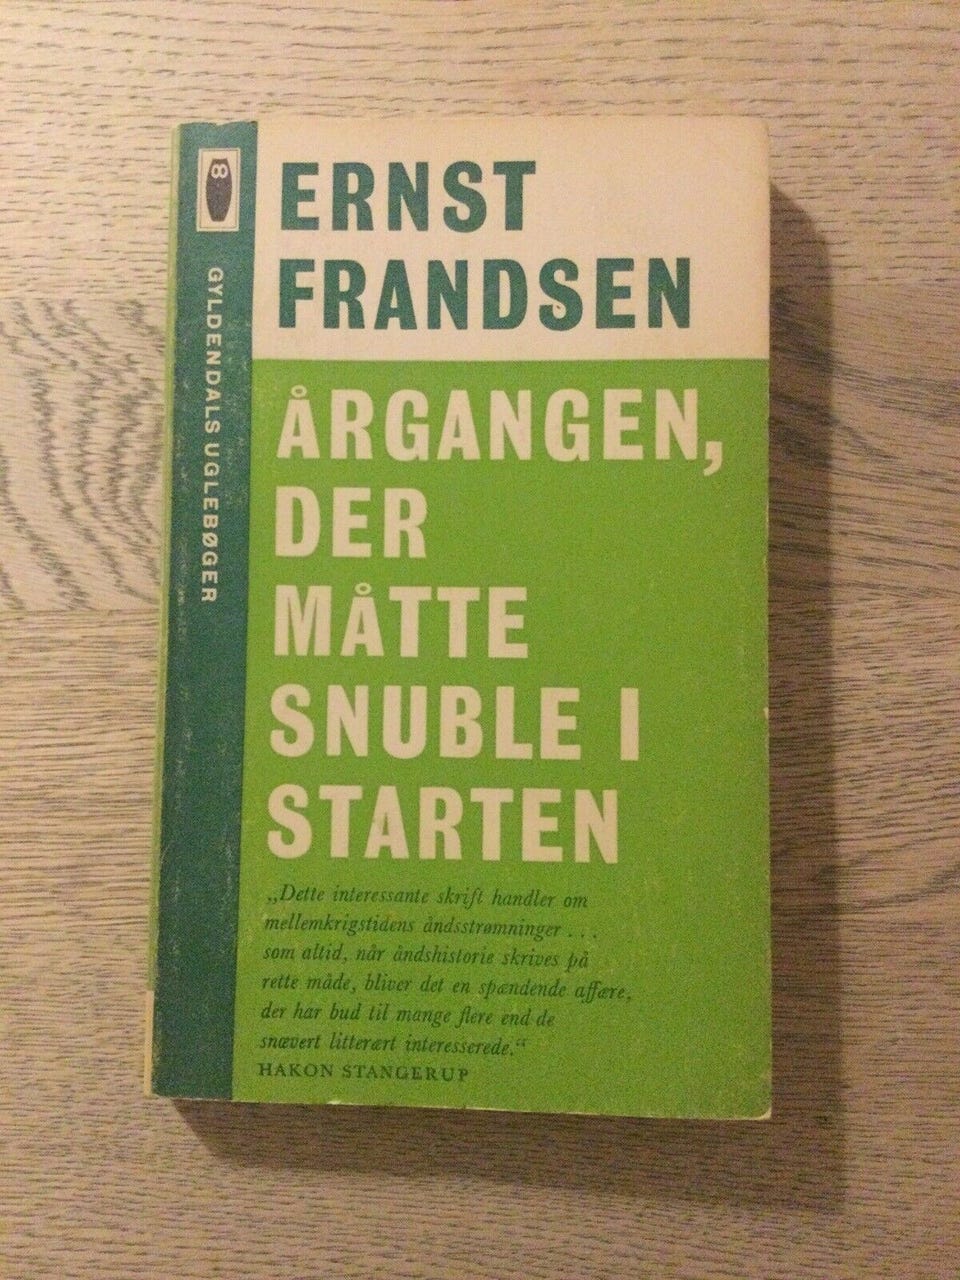 ERNST
FRANDSEN
ÅRGANGEN,
DER
MÅTTE
SNUBLE I
STARTEN
„Dette interessante skrift handler om
mellemkrigstidens åndsstrømninger . . .
som altid, når åndshistorie skrives på
rette måde, bliver det en spændende affære,
der har bud til mange flere end de
snævert litterært interesserede.“
HAKON STANGERUP
GYLDENDALS UGLEBØGER